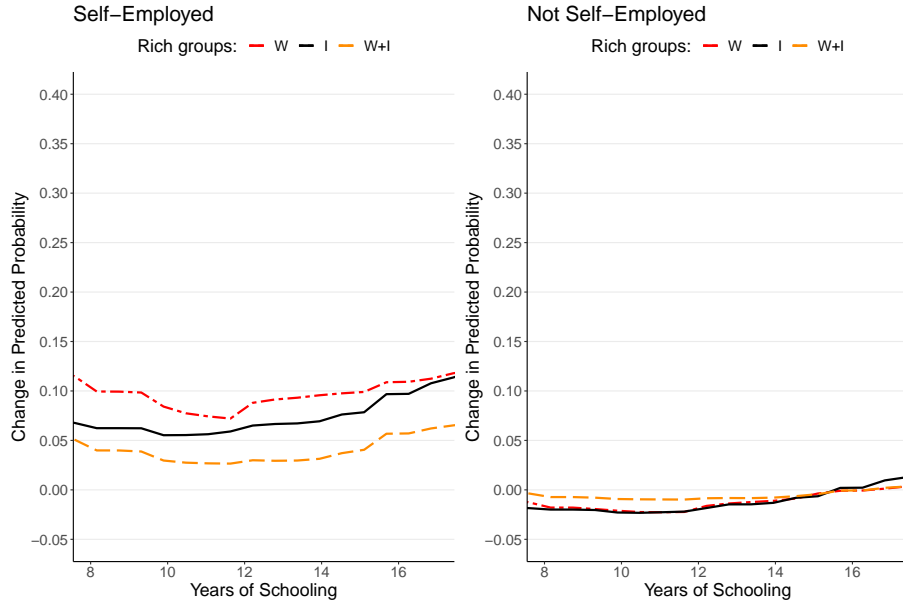 Self−Employed
Rich groups: W I W+I
0.40
0.35
0.30
0.25
0.20
0.15
0.10
0.05
0.00
−0.05
Change in Predicted Probability
8 10 12 14 16
Years of Schooling
Not Self−Employed
Rich groups: W I W+I
0.40
0.35
0.30
0.25
0.20
0.15
0.10
0.05
0.00
−0.05
Change in Predicted Probability
8 10 12 14 16
Years of Schooling